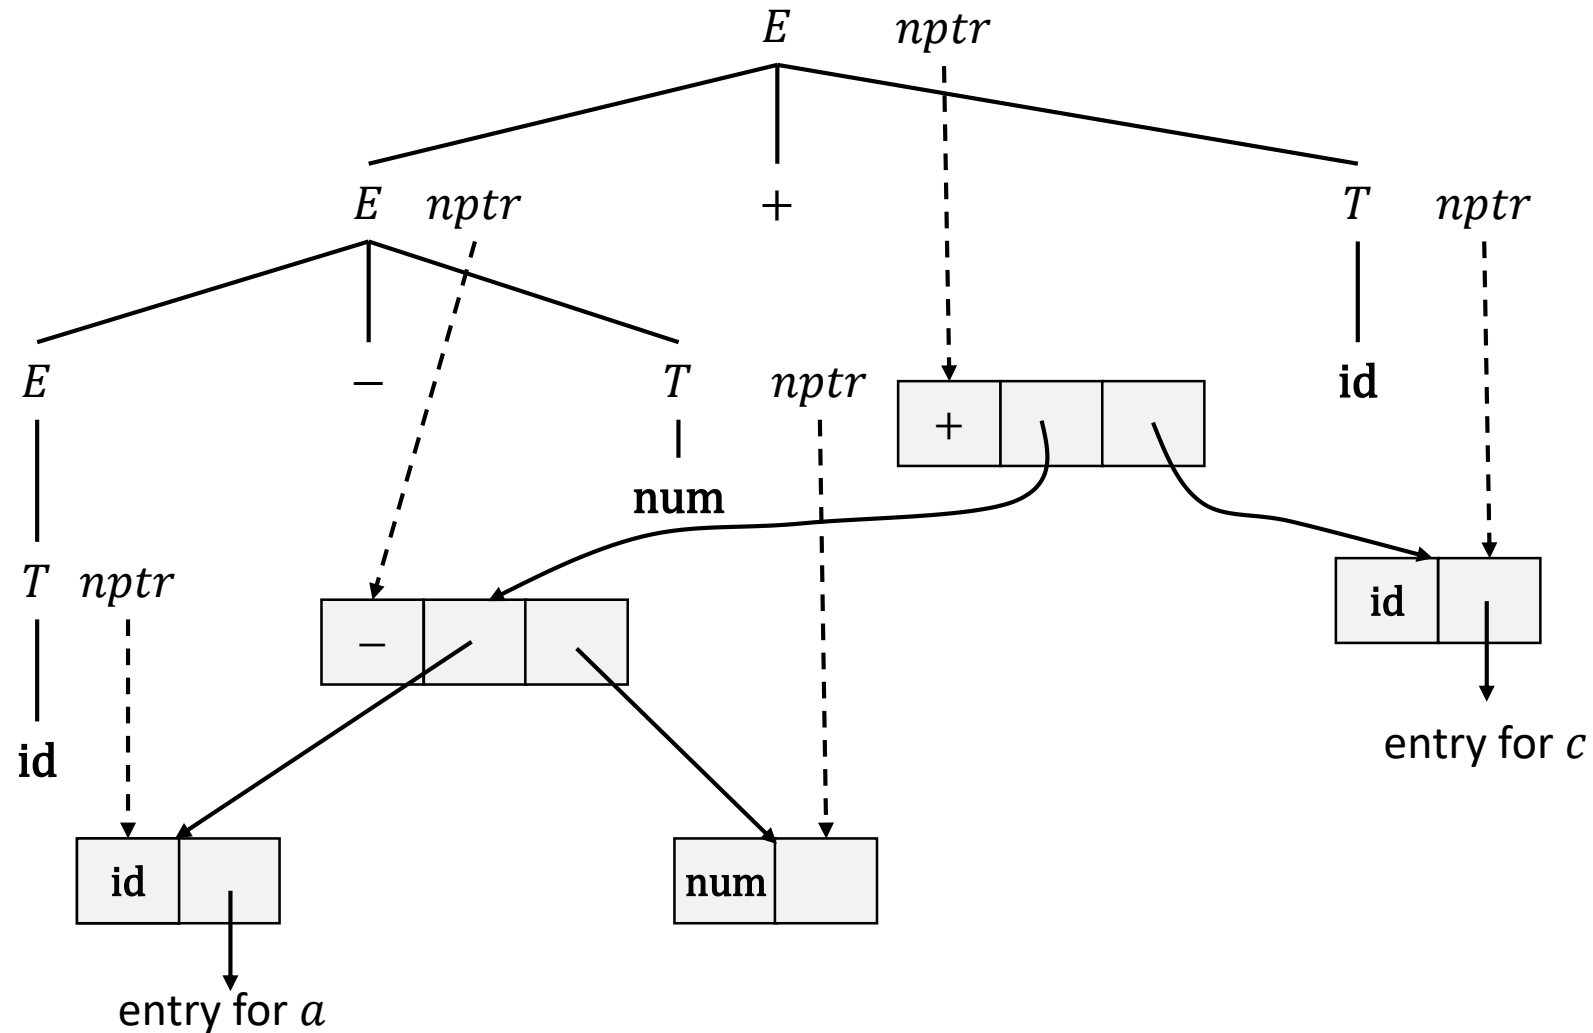 E nptr
E nptr + T nptr
E − T nptr id
+
num
T nptr
id
−
id
entry for c
id num
entry for a